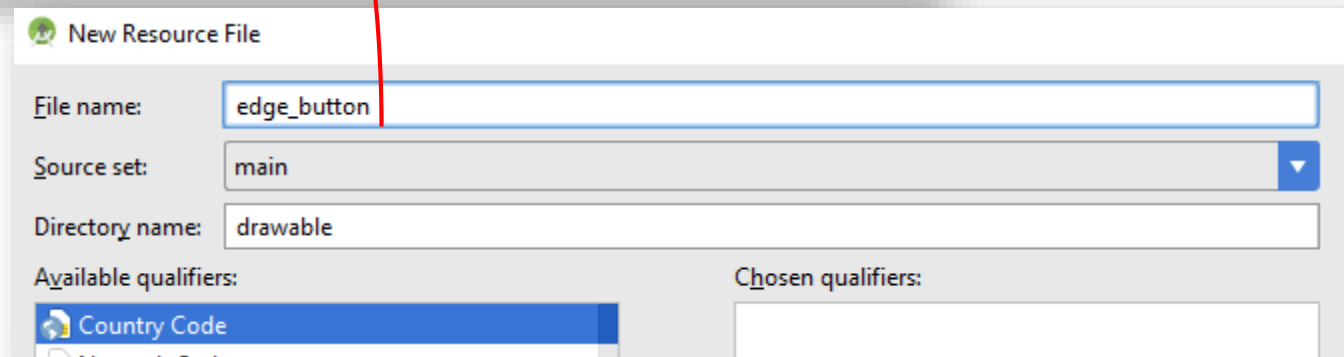 New Resource File
File name: edge_button
Source set: main
Directory name: drawable
Available qualifiers: Chosen qualifiers:
Country Code